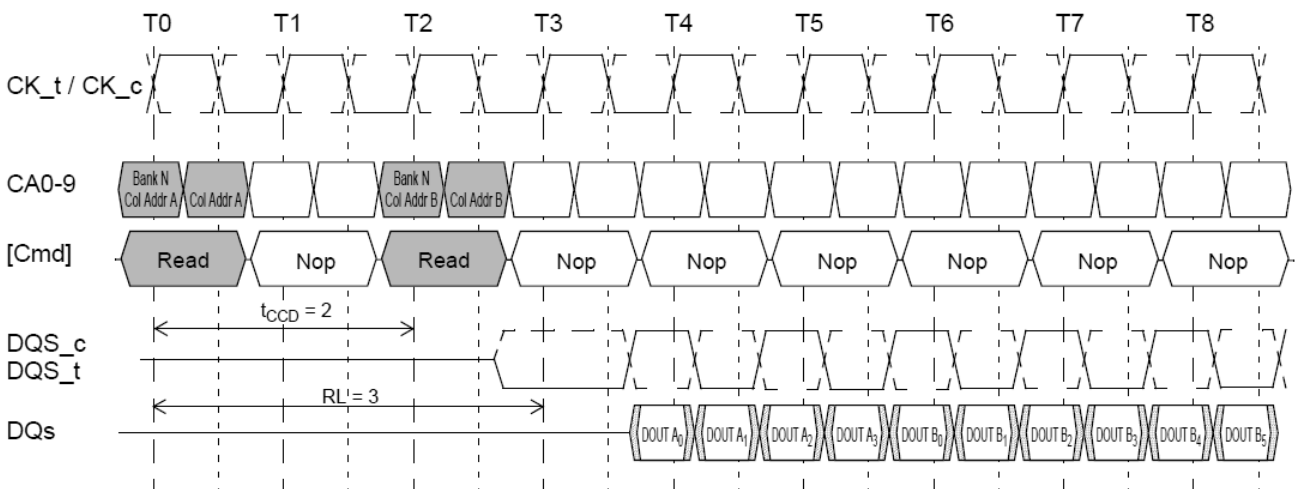 T0 T1 T2 T3 T4 T5 T6 T7 T8
CK_t / CK_c
CA0-9
Bank N
Col Addr A
Col Addr A
Bank N
Col Addr B
Col Addr B
[Cmd]
Read Nop Read Nop Nop Nop Nop Nop Nop
tCCD = 2
DQS_c
DQS_t
RL = 3
DQs
DOUT A0 DOUT A1 DOUT A2 DOUT A3 DOUT B0 DOUT B1 DOUT B2 DOUT B3 DOUT B4 DOUT B5